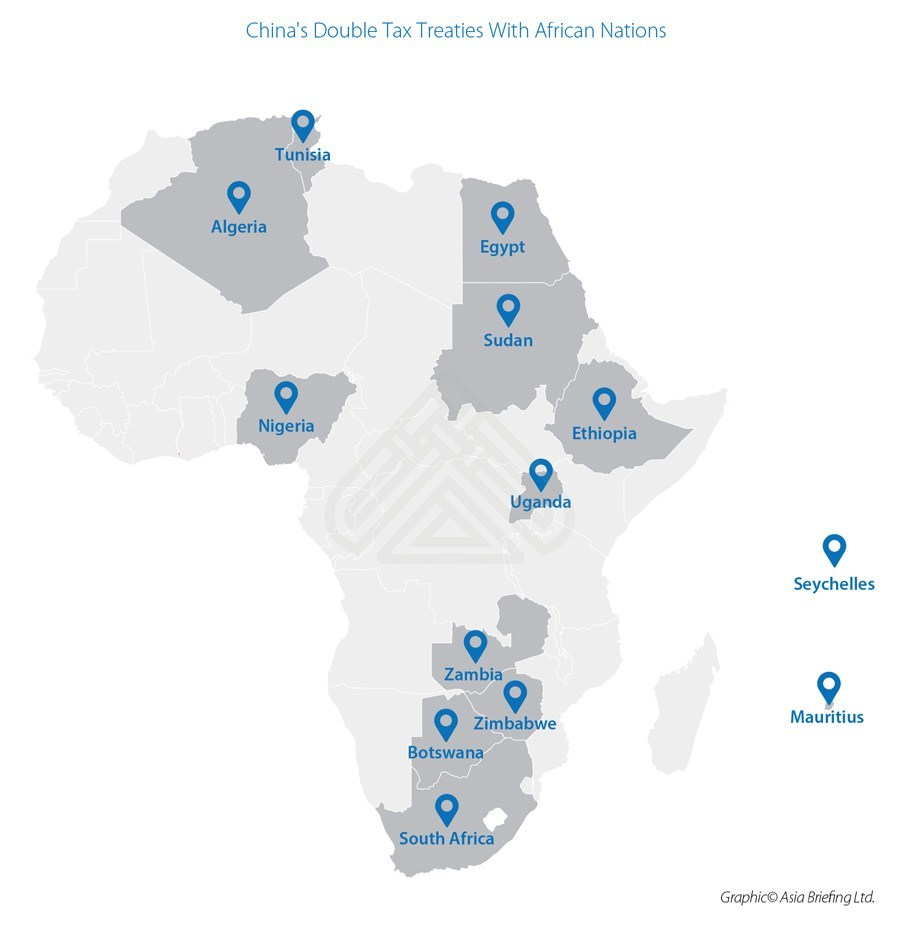 China's Double Tax Treaties With African Nations
Tunisia
Algeria
Egypt
Sudan
Nigeria
Ethiopia
Uganda
Seychelles
Zambia
Mauritius
Zimbabwe
Botswana
South Africa
Graphic© Asia Briefing Ltd.